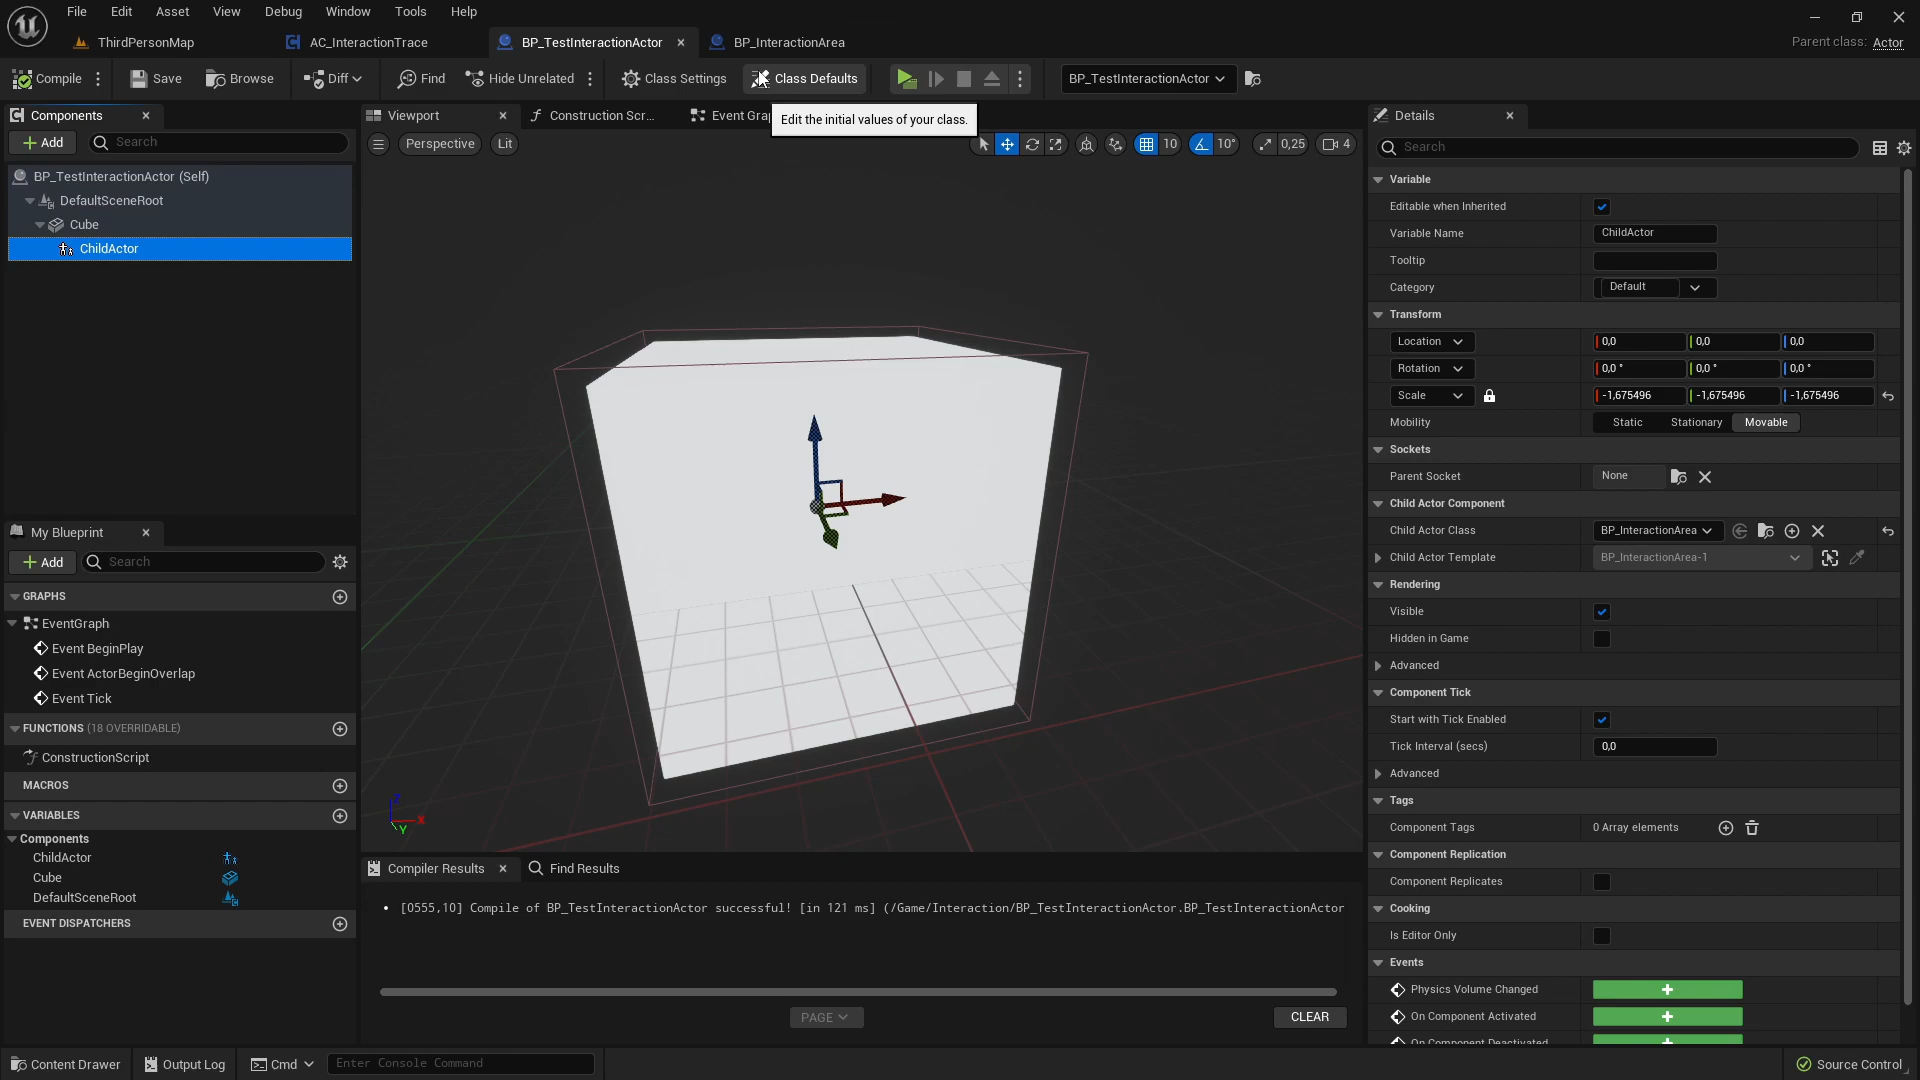 File Edit Asset View Debug Window Tools Help
ThirdPersonMap AC_InteractionTrace BP_TestInteractionActor BP_InteractionArea Parent class: Actor
Compile Save Browse Diff Find Hide Unrelated Class Settings Class Defaults BP_TestInteractionActor
Edit the initial values of your class.
Components
Add Search
BP_TestInteractionActor (Self)
DefaultSceneRoot
Cube
ChildActor
My Blueprint
Add Search
GRAPHS
EventGraph
Event BeginPlay
Event ActorBeginOverlap
Event Tick
FUNCTIONS (18 OVERRIDABLE)
ConstructionScript
MACROS
VARIABLES
Components
ChildActor
Cube
DefaultSceneRoot
EVENT DISPATCHERS
Viewport Construction Scr... Event Grap
Perspective Lit 10 10° 0,25 4
Z
X
Y
Compiler Results Find Results
[0555,10] Compile of BP_TestInteractionActor successful! [in 121 ms] (/Game/Interaction/BP_TestInteractionActor.BP_TestInteractionActor
PAGE CLEAR
Details
Search
Variable
Editable when Inherited
Variable Name ChildActor
Tooltip
Category Default
Transform
Location 0,0 0,0 0,0
Rotation 0,0 ° 0,0 ° 0,0 °
Scale -1,675496 -1,675496 -1,675496
Mobility Static Stationary Movable
Sockets
Parent Socket None
Child Actor Component
Child Actor Class BP_InteractionArea
Child Actor Template BP_InteractionArea-1
Rendering
Visible
Hidden in Game
Advanced
Component Tick
Start with Tick Enabled
Tick Interval (secs) 0,0
Advanced
Tags
Component Tags 0 Array elements
Component Replication
Component Replicates
Cooking
Is Editor Only
Events
Physics Volume Changed
On Component Activated
On Component Deactivated
Content Drawer Output Log Cmd Enter Console Command Source Control